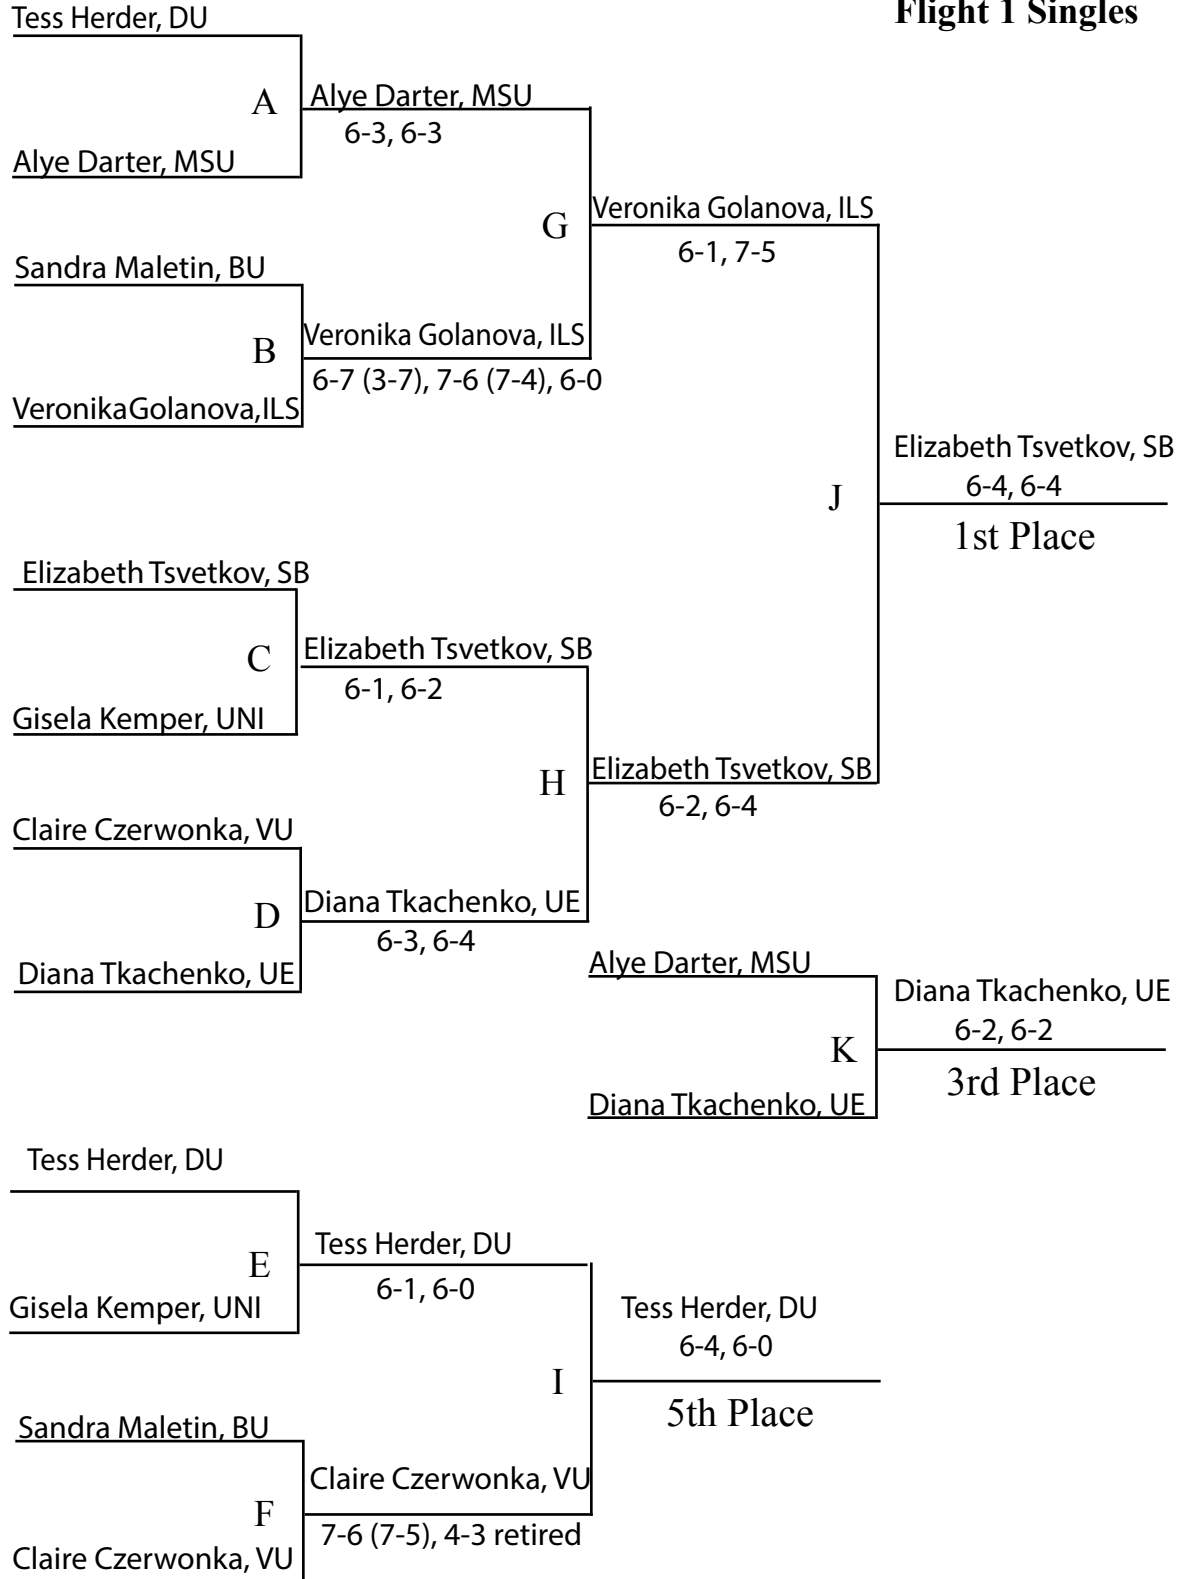 Flight 1 Singles
Tess Herder, DU
A
Alye Darter, MSU
6-3, 6-3
Alye Darter, MSU
G
Veronika Golanova, ILS
6-1, 7-5
Sandra Maletin, BU
B
Veronika Golanova, ILS
6-7 (3-7), 7-6 (7-4), 6-0
Veronika Golanova, ILS
J
Elizabeth Tsvetkov, SB
6-4, 6-4
1st Place
Elizabeth Tsvetkov, SB
C
Elizabeth Tsvetkov, SB
6-1, 6-2
Gisela Kemper, UNI
H
Elizabeth Tsvetkov, SB
6-2, 6-4
Claire Czerwonka, VU
D
Diana Tkachenko, UE
6-3, 6-4
Diana Tkachenko, UE
Alye Darter, MSU
K
Diana Tkachenko, UE
6-2, 6-2
3rd Place
Diana Tkachenko, UE
Tess Herder, DU
E
Tess Herder, DU
6-1, 6-0
Gisela Kemper, UNI
I
Tess Herder, DU
6-4, 6-0
5th Place
Sandra Maletin, BU
F
Claire Czerwonka, VU
7-6 (7-5), 4-3 retired
Claire Czerwonka, VU